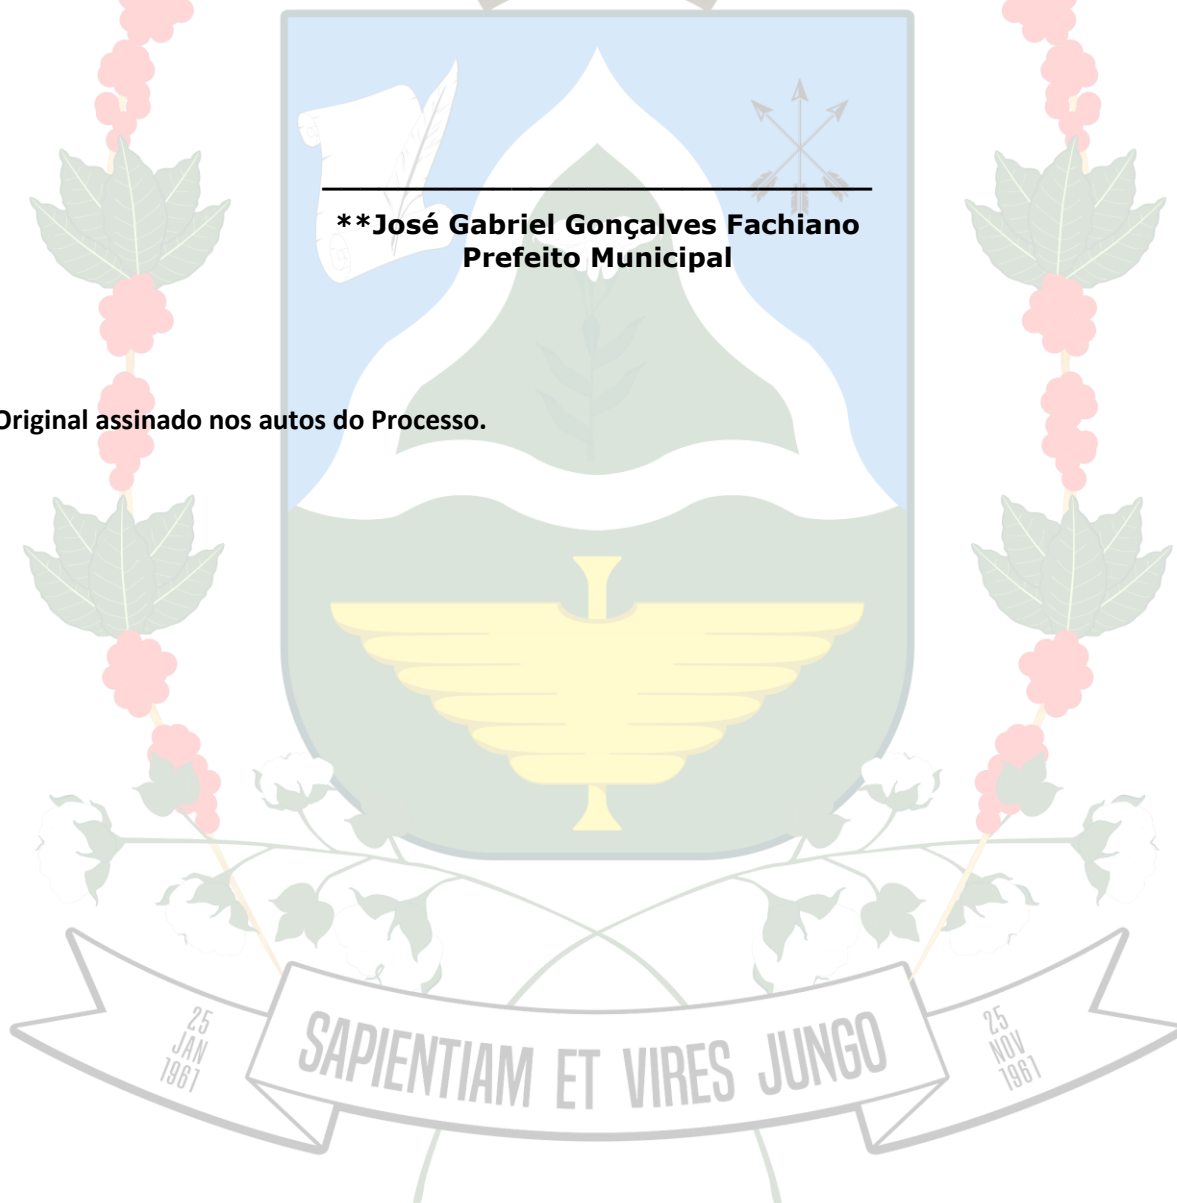 **José Gabriel Gonçalves Fachiano
Prefeito Municipal
Original assinado nos autos do Processo.
25
JAN
1961
SAPIENTIAM ET VIRES JUNGO
25
NOV
1961